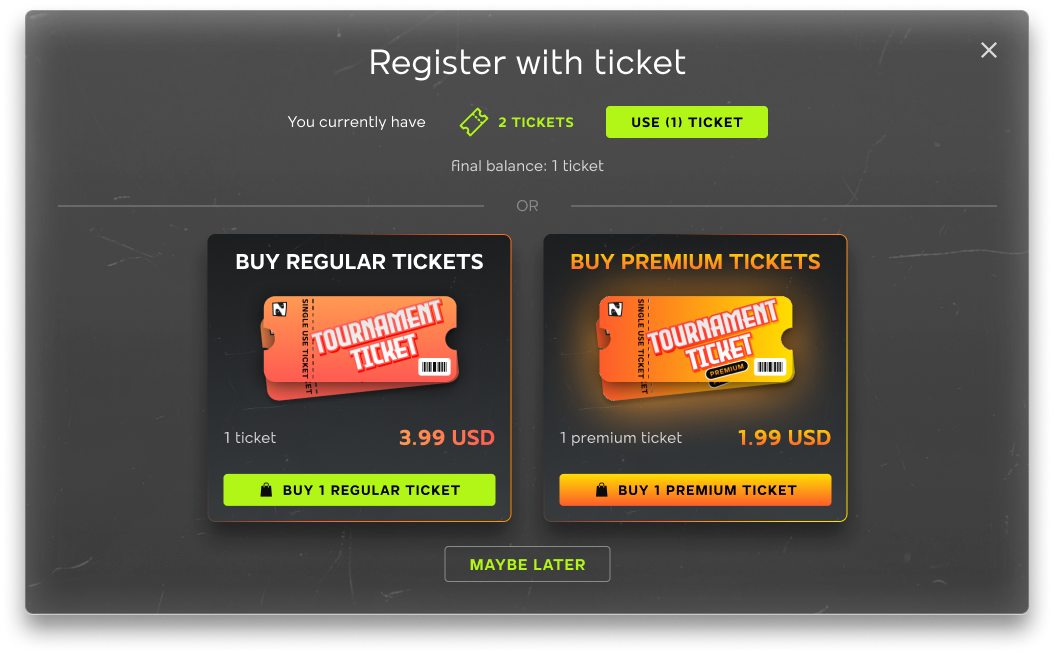 Register with ticket
You currently have
2 TICKETS
USE (1) TICKET
final balance: 1 ticket
OR
BUY REGULAR TICKETS
SINGLE USE TICKET
TOURNAMENT
TICKET
1 ticket
3.99 USD
BUY 1 REGULAR TICKET
BUY PREMIUM TICKETS
SINGLE USE TICKET
TOURNAMENT
TICKET
PREMIUM
1 premium ticket
1.99 USD
BUY 1 PREMIUM TICKET
MAYBE LATER